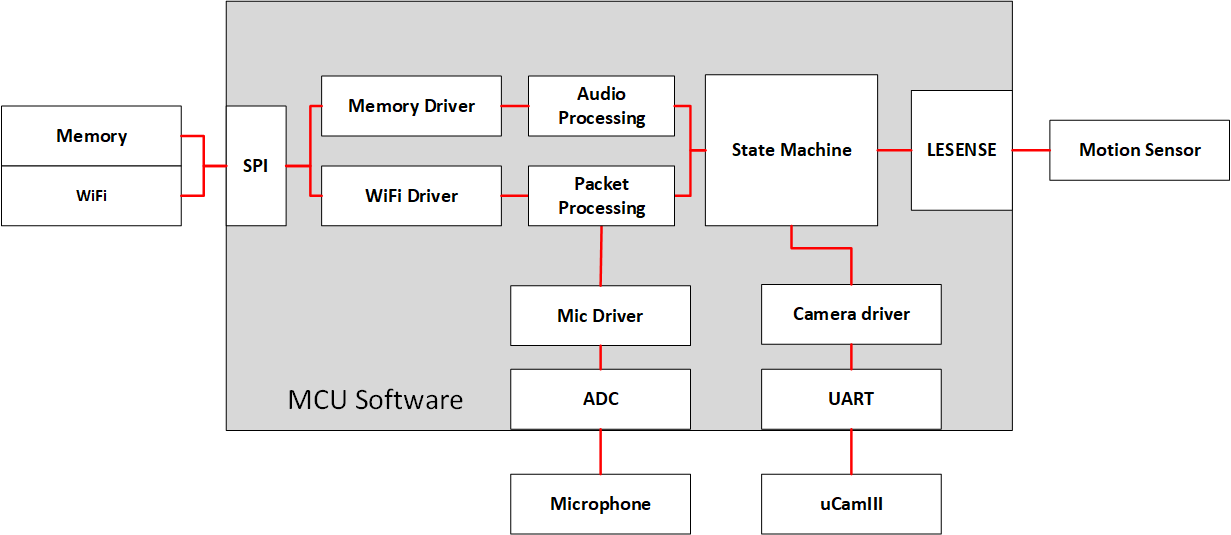 Memory
WiFi
SPI
Memory Driver
WiFi Driver
Audio
Processing
Packet
Processing
State Machine
LESENSE
Motion Sensor
Mic Driver
Camera driver
MCU Software
ADC
UART
Microphone
uCamIII